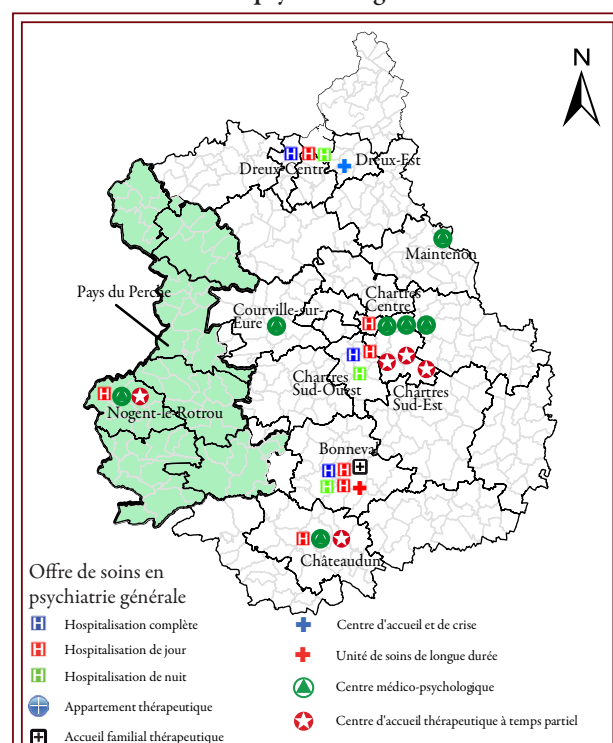 N
Dreux-Centre
Dreux-Est
Maintenon
Pays du Perche
Courville-sur-
Eure
Chartres
Centre
Chartres
Sud-Ouest
Chartres
Sud-Est
Nogent-le-Rotrou
Bonneval
Châteaudun
Offre de soins en
psychiatrie générale
H Hospitalisation complète
H Hospitalisation de jour
H Hospitalisation de nuit
Appartement thérapeutique
Accueil familial thérapeutique
Centre d'accueil et de crise
Unité de soins de longue durée
Centre médico-psychologique
Centre d'accueil thérapeutique à temps partiel